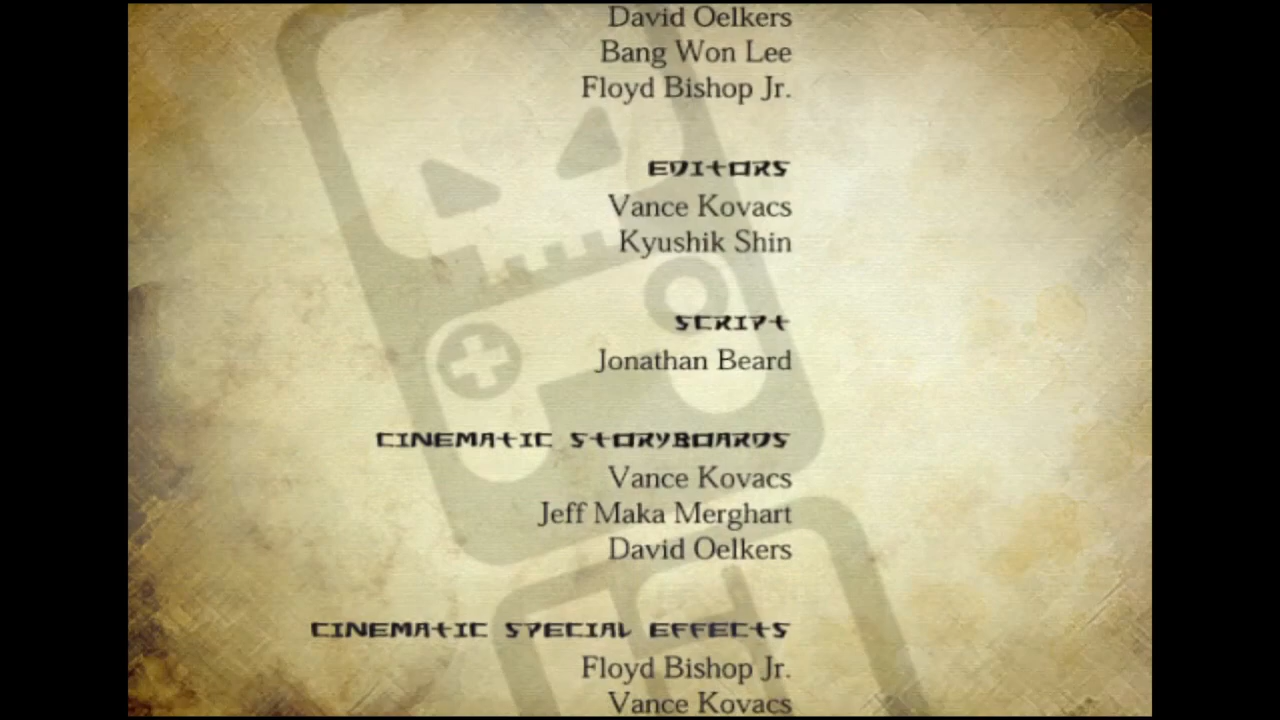 David Oelkers
Bang Won Lee
Floyd Bishop Jr.
EDITORS
Vance Kovacs
Kyushik Shin
SCRIPT
Jonathan Beard
CINEMATIC STORYBOARDS
Vance Kovacs
Jeff Maka Merghart
David Oelkers
CINEMATIC SPECIAL EFFECTS
Floyd Bishop Jr.
Vance Kovacs